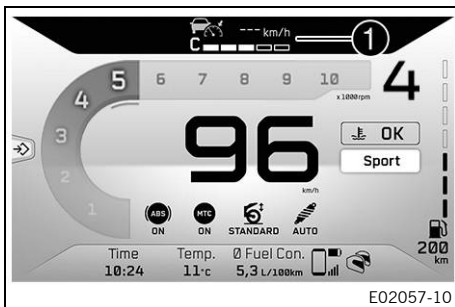 --- km/h
C
1
1 2 3 4 5 6 7 8 9 10
x 1000rpm
4
96
km/h
OK
Sport
ABS
ON
MTC
ON
STANDARD
AUTO
200
km
Time
10:24
Temp.
11°c
Ø Fuel Con.
5,3 L/100km
E02057-10